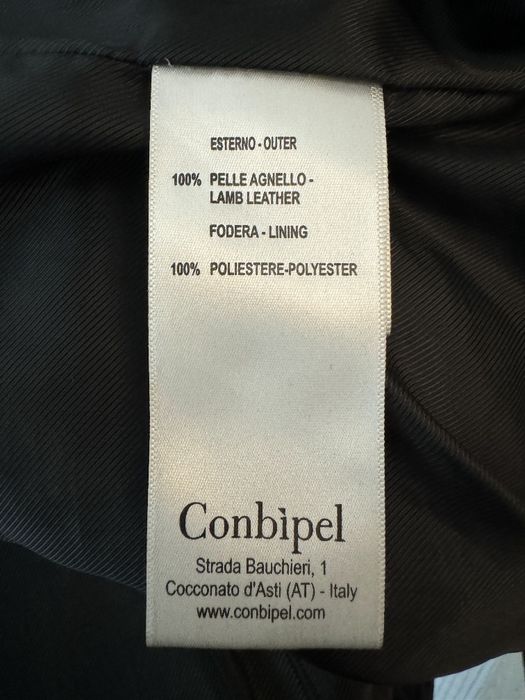 ESTERNO - OUTER
100% PELLE AGNELLO -
LAMB LEATHER
FODERA - LINING
100% POLIESTERE-POLYESTER
Conbìpel
Strada Bauchieri, 1
Cocconato d'Asti (AT) - Italy
www.conbipel.com